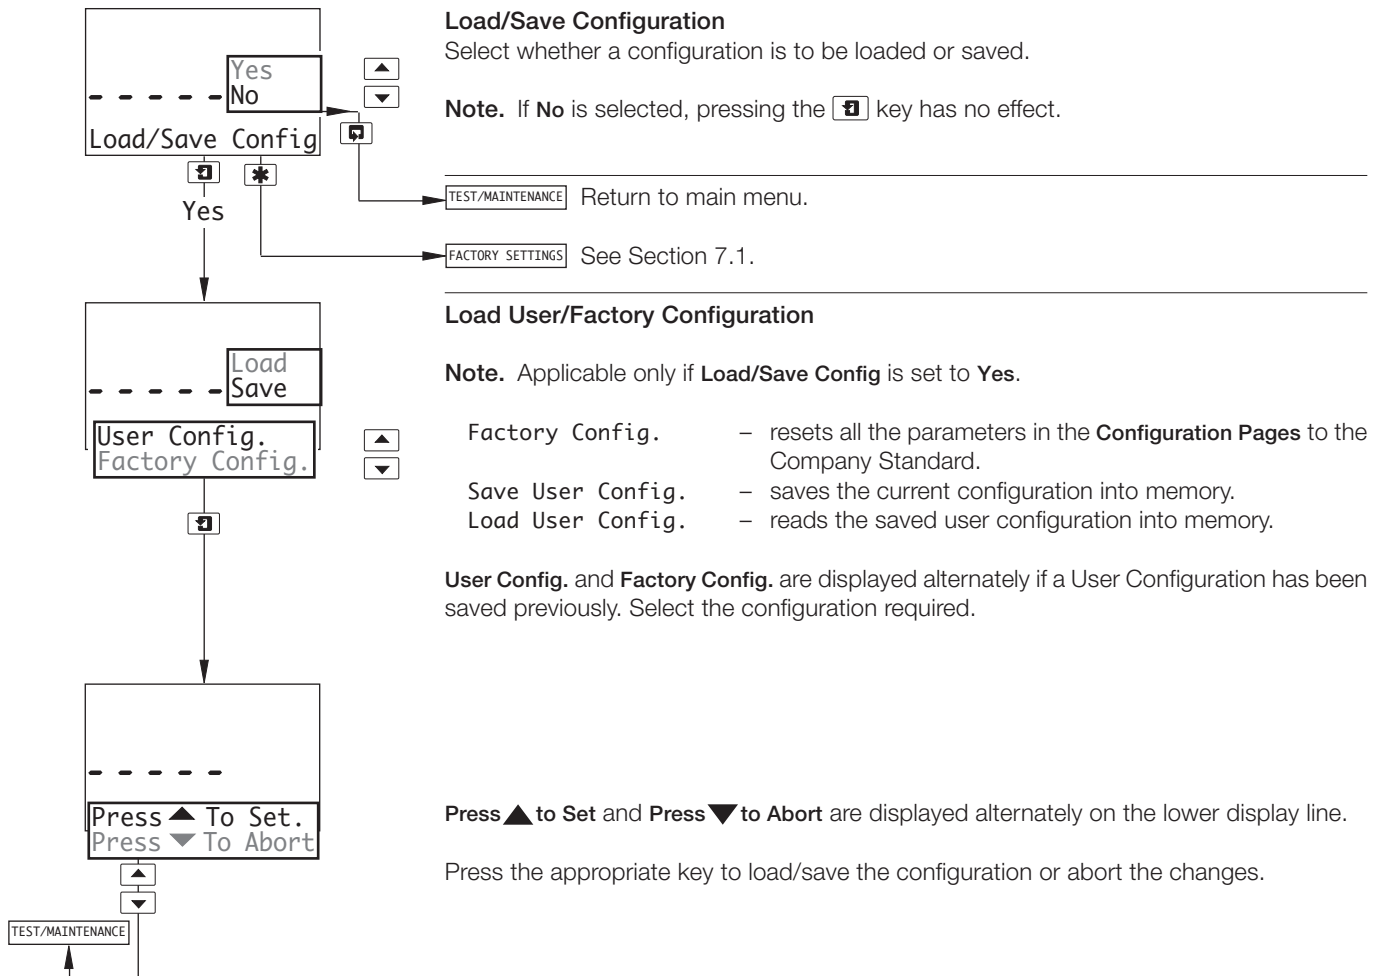 Yes
No
Load/Save Config
Yes
Load/Save Configuration
Select whether a configuration is to be loaded or saved.
Note. If No is selected, pressing the key has no effect.
TEST/MAINTENANCE Return to main menu.
FACTORY SETTINGS See Section 7.1.
Load
Save
User Config.
Factory Config.
Load User/Factory Configuration
Note. Applicable only if Load/Save Config is set to Yes.
Factory Config. – resets all the parameters in the Configuration Pages to the
Company Standard.
Save User Config. – saves the current configuration into memory.
Load User Config. – reads the saved user configuration into memory.
User Config. and Factory Config. are displayed alternately if a User Configuration has been
saved previously. Select the configuration required.
Press ▲ To Set.
Press ▼ To Abort
Press ▲ to Set and Press ▼ to Abort are displayed alternately on the lower display line.
Press the appropriate key to load/save the configuration or abort the changes.
TEST/MAINTENANCE